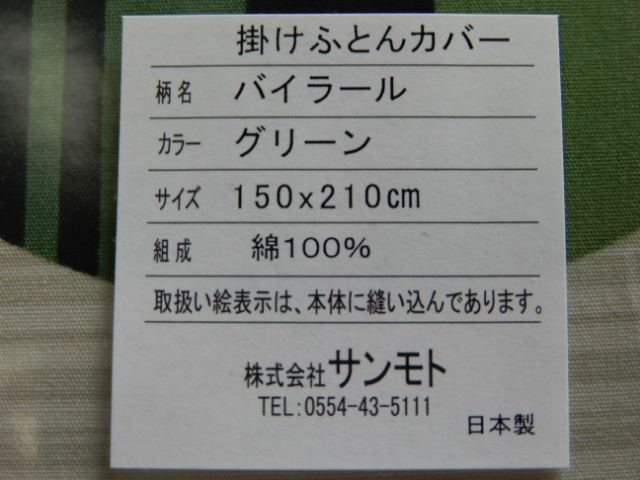 掛けふとんカバー
柄名 バイラール
カラー グリーン
サイズ 150x210cm
組成 綿100%
取扱い絵表示は、本体に縫い込んであります。
株式会社サンモト
TEL:0554-43-5111
日本製